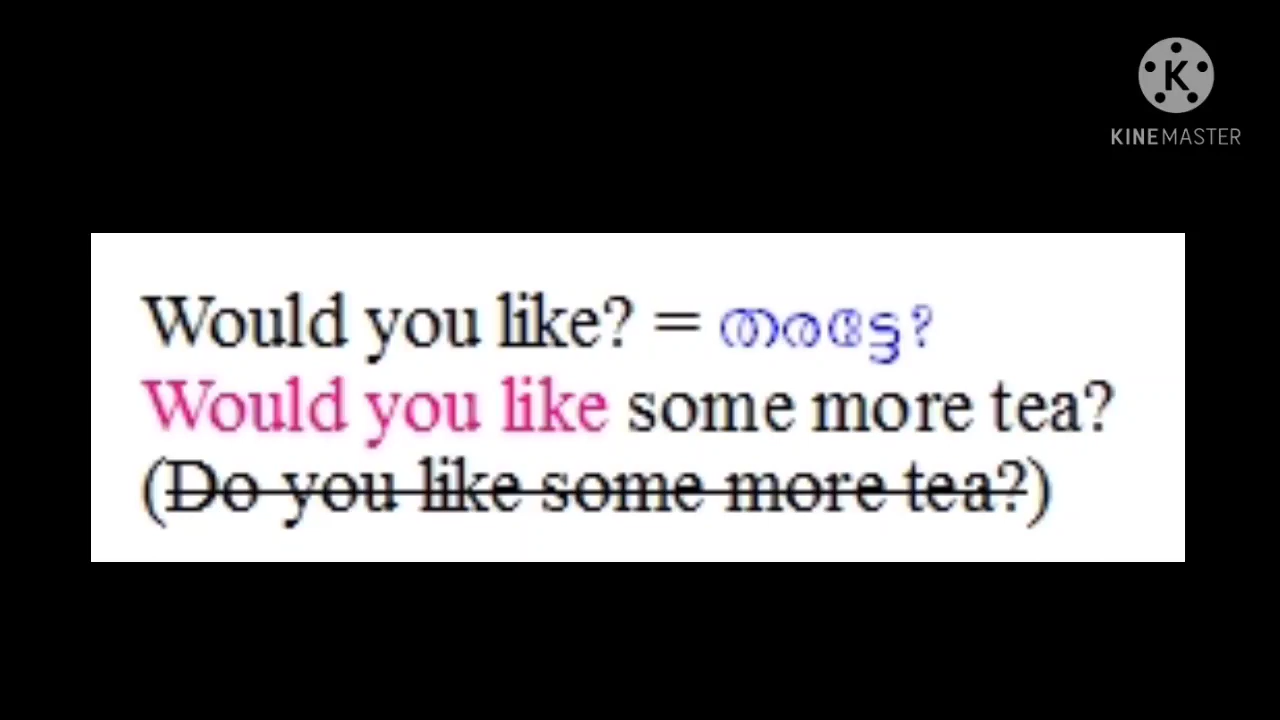 K
KINEMASTER
Would you like? = തരട്ടേ?
Would you like some more tea?
(Do you like some more tea?)